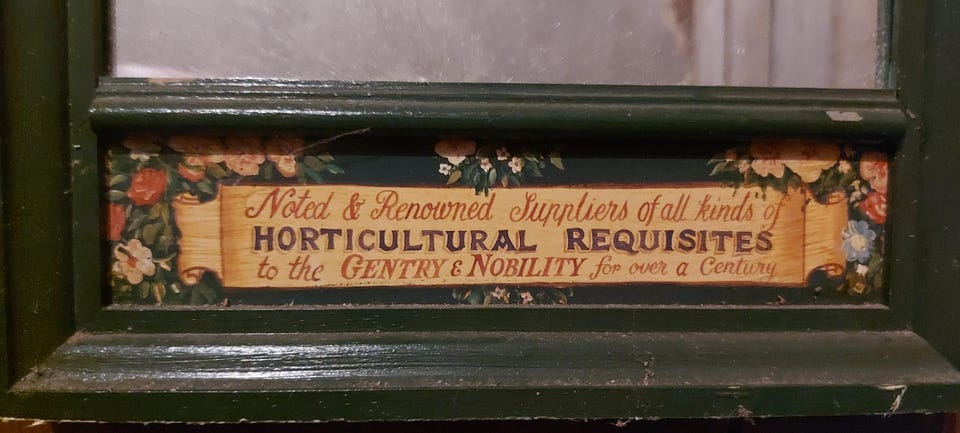 Noted & Renowned Suppliers of all kinds of
HORTICULTURAL REQUISITES
to the GENTRY & NOBILITY for over a Century